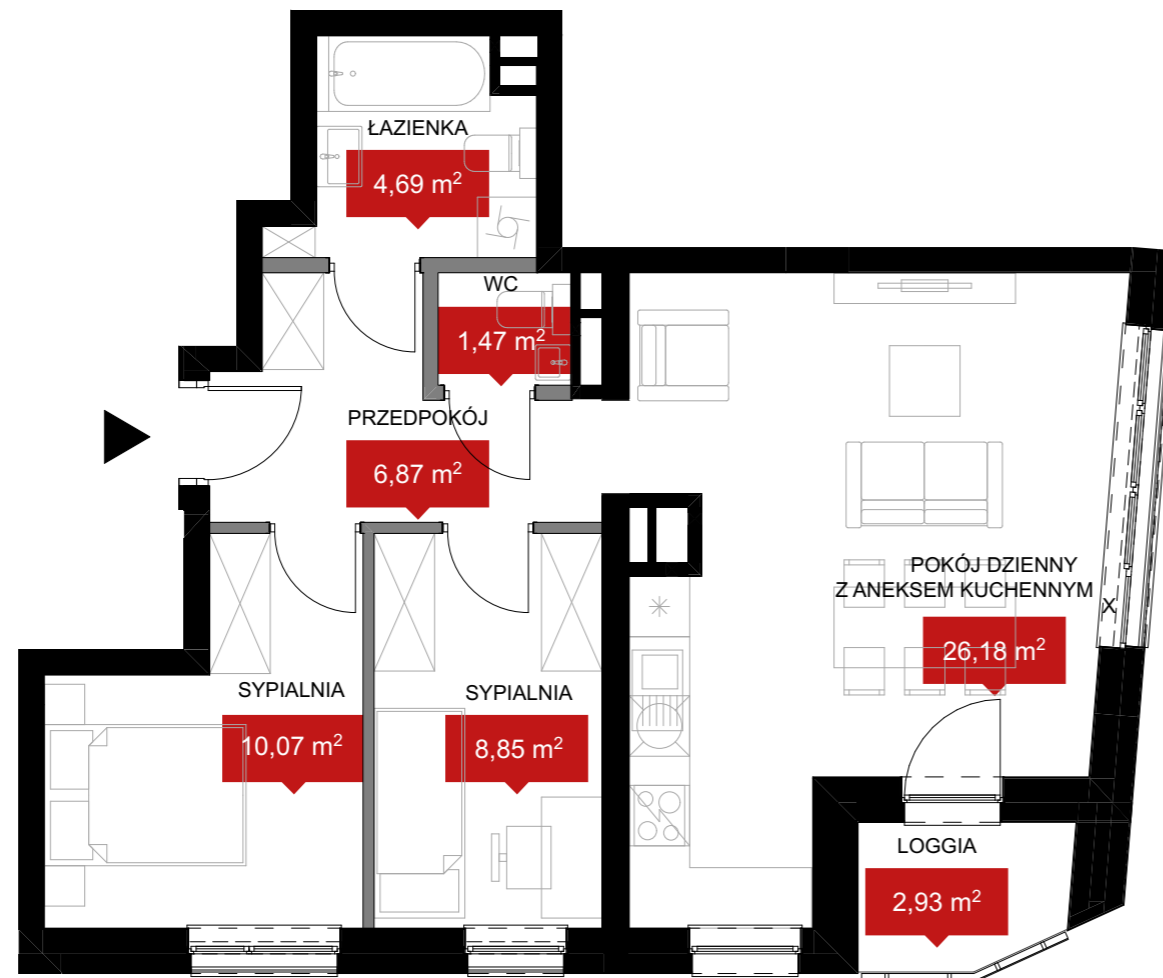 ŁAZIENKA
4,69 m²
WC
1,47 m²
PRZEDPOKÓJ
6,87 m²
POKÓJ DZIENNY
Z ANEKSEM KUCHENNYM
X
26,18 m²
SYPIALNIA
10,07 m²
SYPIALNIA
8,85 m²
LOGGIA
2,93 m²